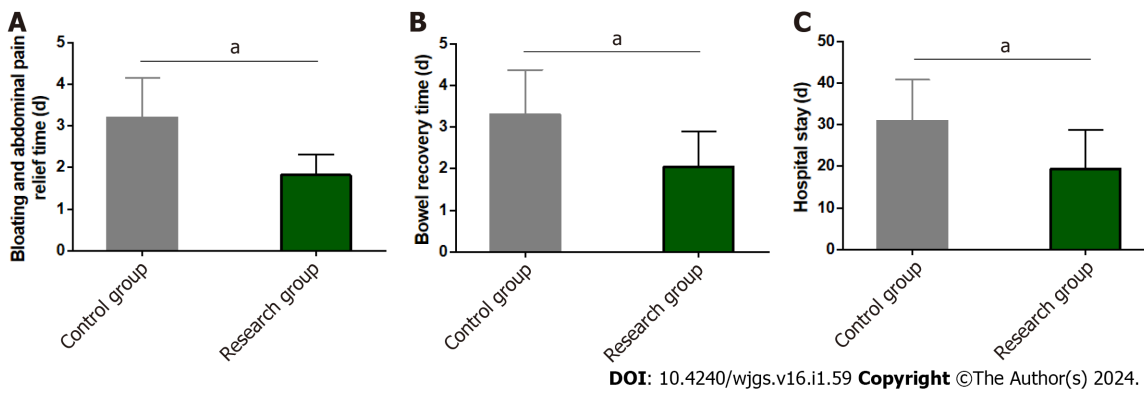 A
Bloating and abdominal pain
relief time (d)
5
4
3
2
1
0
a
Control group
Research group
B
Bowel recovery time (d)
5
4
3
2
1
0
a
Control group
Research group
C
Hospital stay (d)
50
40
30
20
10
0
a
Control group
Research group
DOI: 10.4240/wjgs.v16.i1.59 Copyright ©The Author(s) 2024.